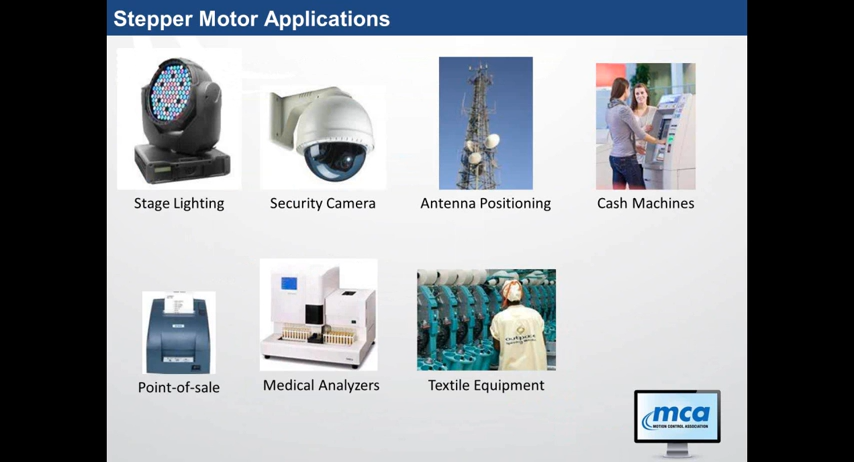 Stepper Motor Applications
Stage Lighting
Security Camera
Antenna Positioning
Cash Machines
Point-of-sale
Medical Analyzers
Textile Equipment
mca
MOTION CONTROL ASSOCIATION